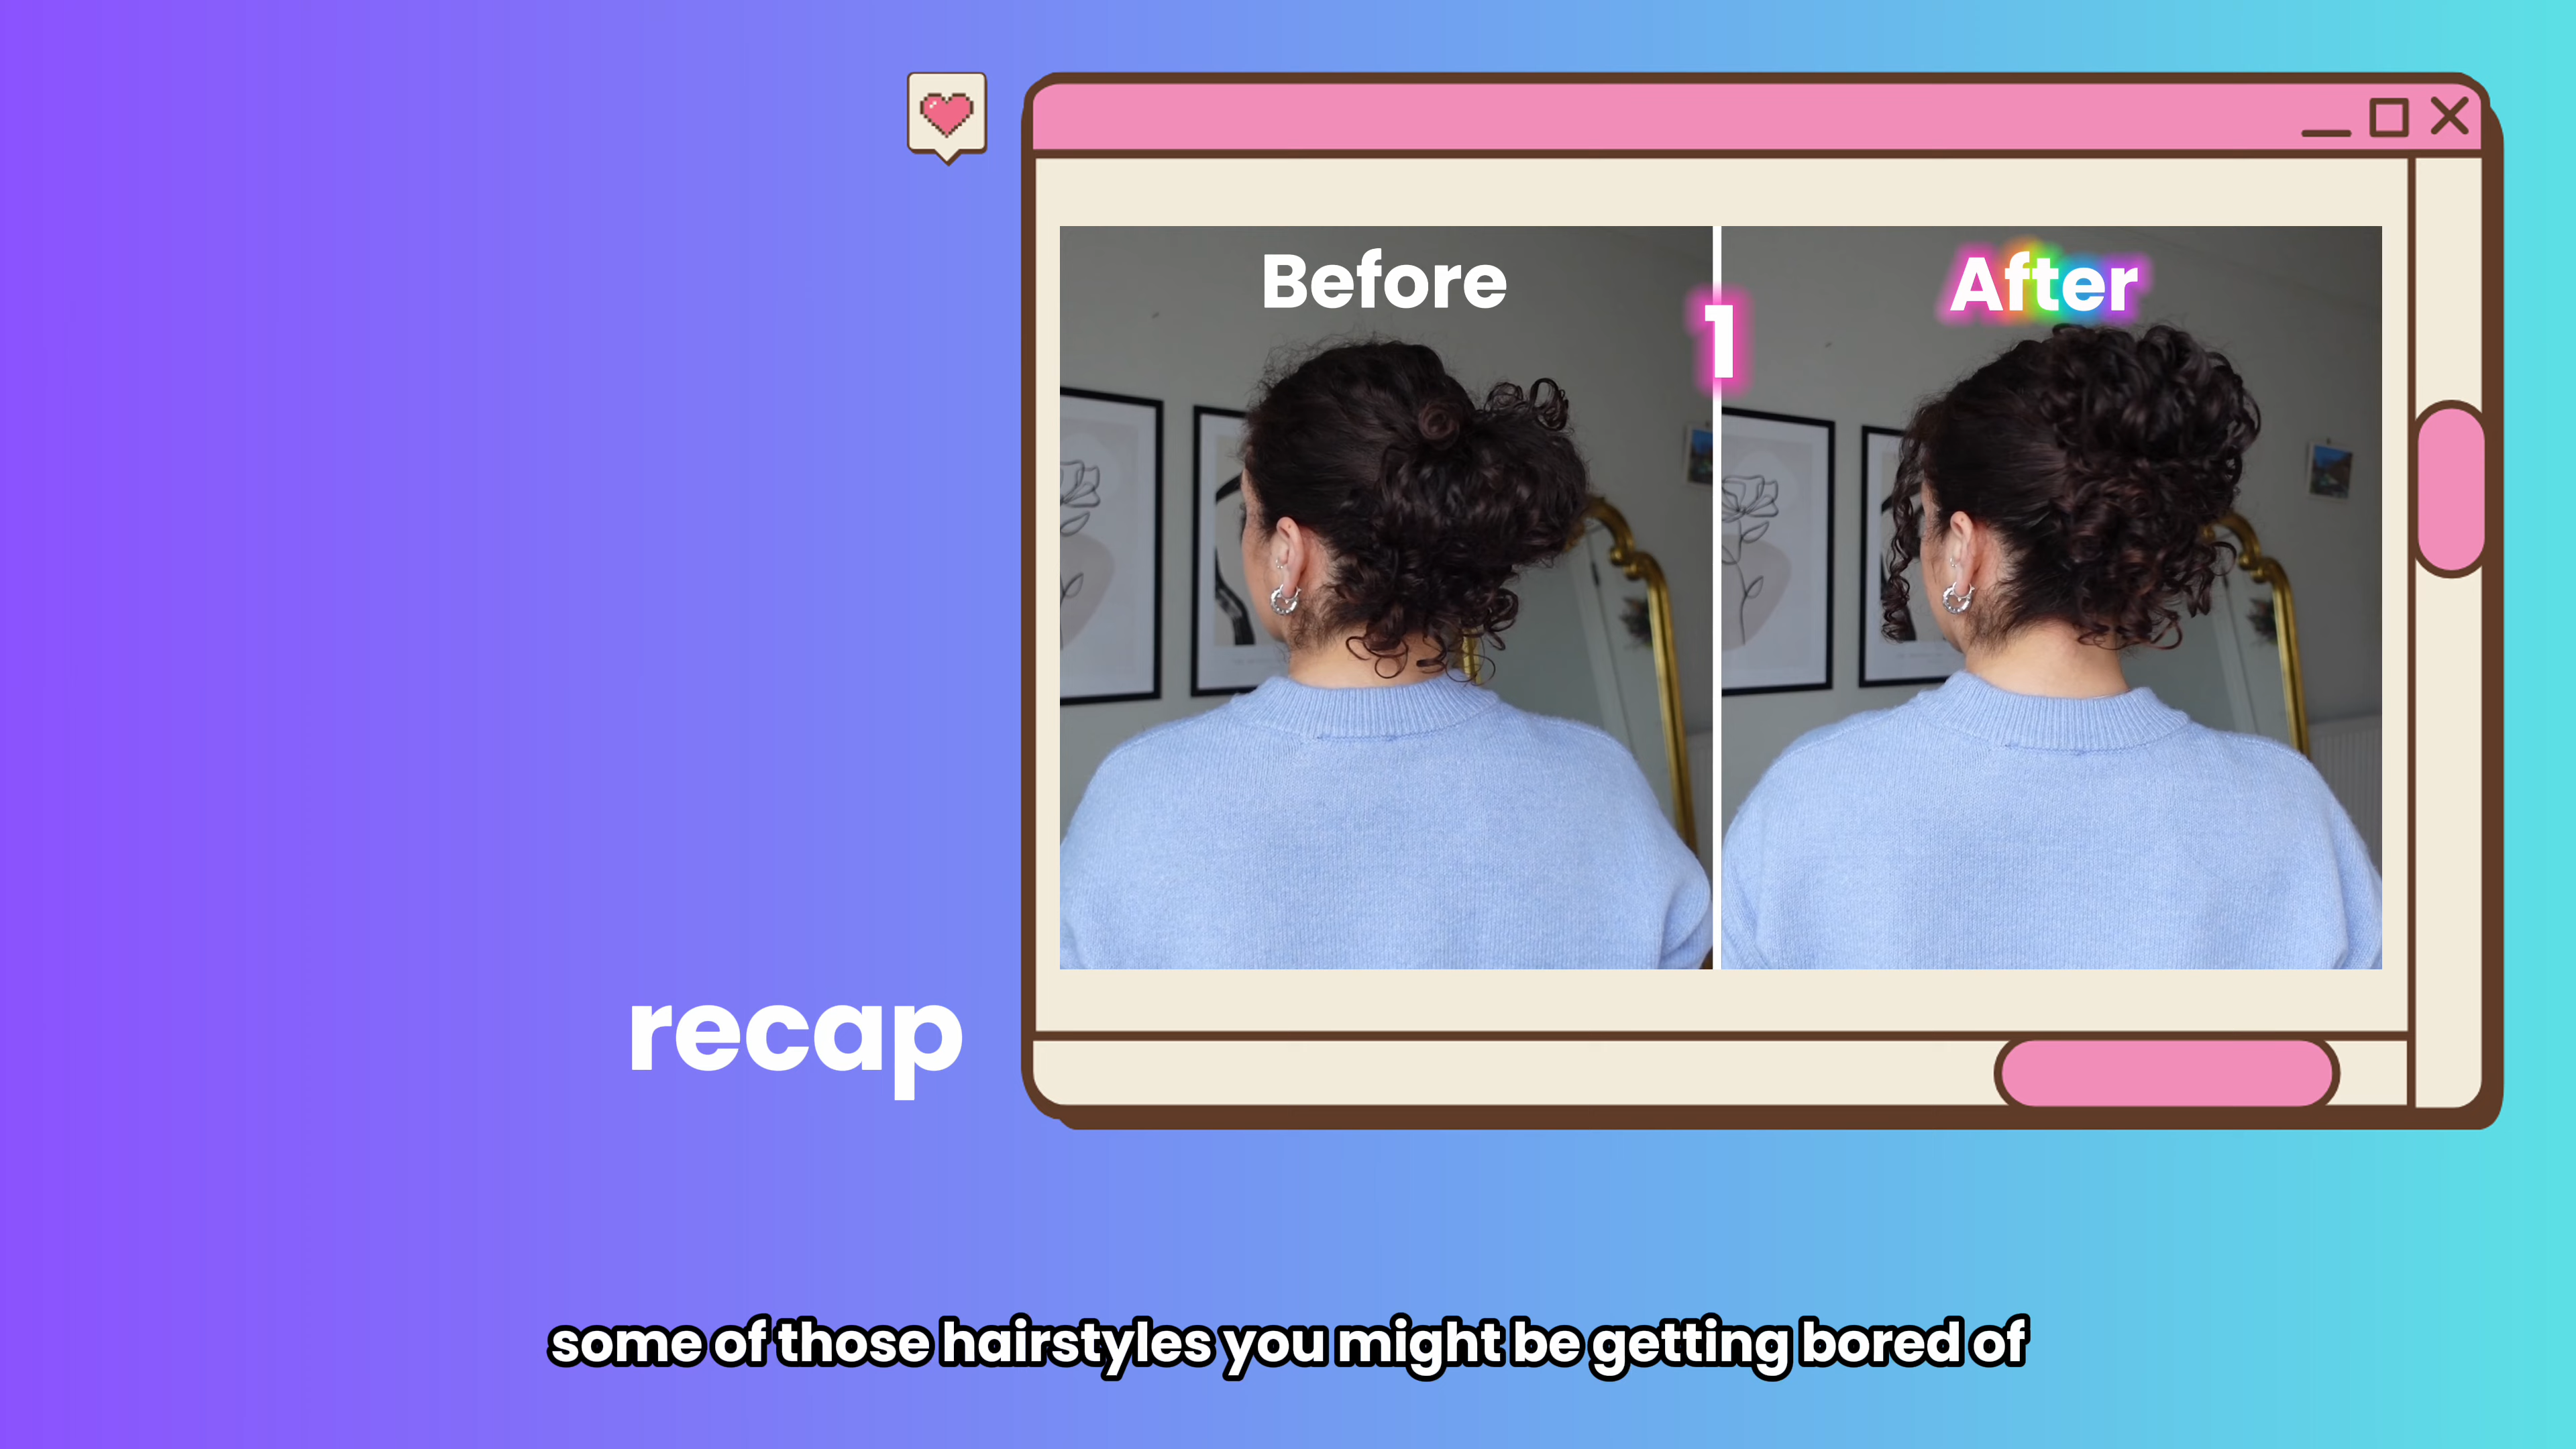 Before
After
1
recap
some of those hairstyles you might be getting bored of